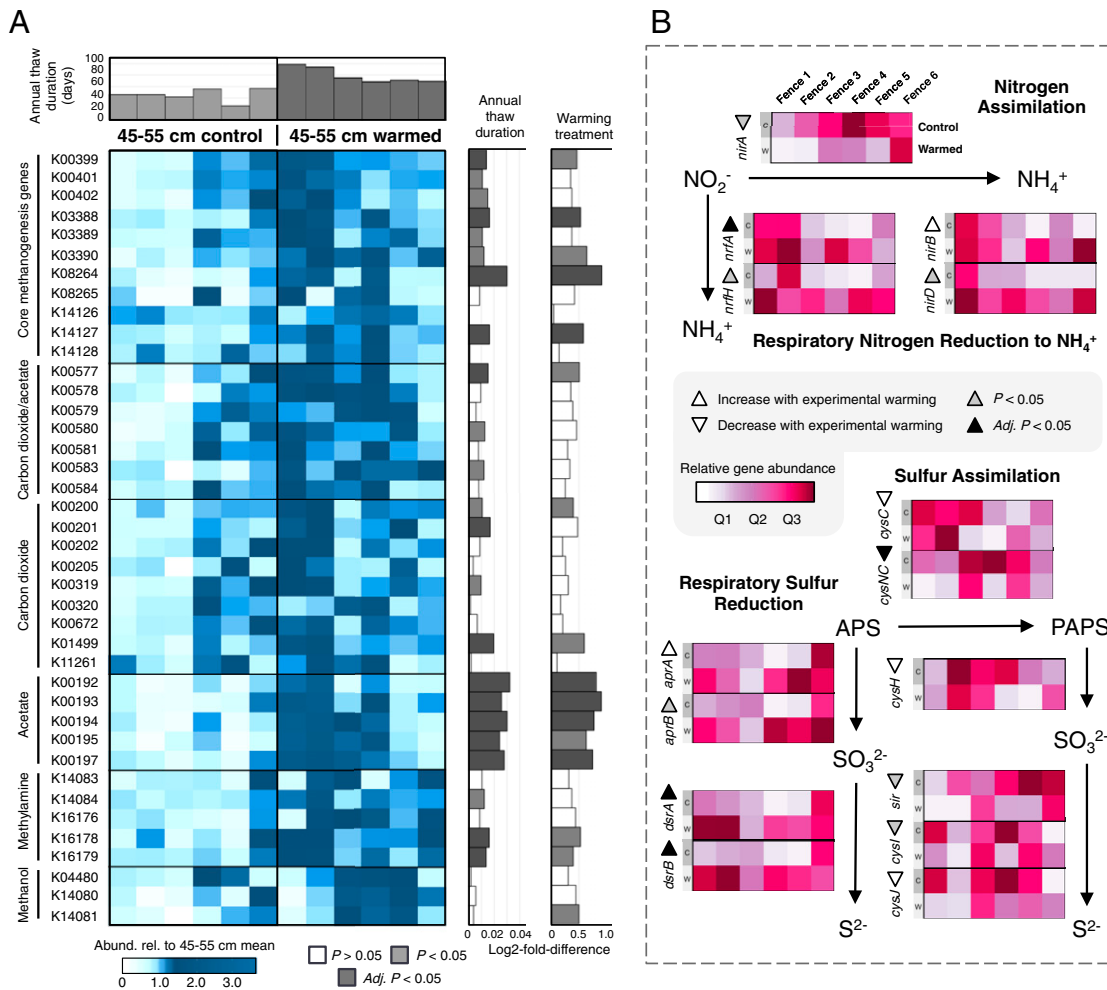 A
Annual thaw
duration
(days)
100
80
60
40
20
0
45-55 cm control
45-55 cm warmed
Annual
thaw
duration
Warming
treatment
Core methanogenesis genes
K00399
K00401
K00402
K03388
K03389
K03390
K08264
K08265
K14126
K14127
K14128
Carbon dioxide/acetate
K00577
K00578
K00579
K00580
K00581
K00583
K00584
Carbon dioxide
K00200
K00201
K00202
K00205
K00319
K00320
K00672
K01499
K11261
Acetate
K00192
K00193
K00194
K00195
K00197
Methylamine
K14083
K14084
K16176
K16178
K16179
Methanol
K04480
K14080
K14081
0 0.02 0.04
0 0.5 1.0
Log2-fold-difference
Abund. rel. to 45-55 cm mean
0 1.0 2.0 3.0
P > 0.05
P < 0.05
Adj. P < 0.05
B
Fence 1
Fence 2
Fence 3
Fence 4
Fence 5
Fence 6
Nitrogen
Assimilation
nirA
C
W
Control
Warmed
NO₂⁻
NH₄⁺
nrfA
C
W
nrfH
C
W
nirB
C
W
nirD
C
W
NH₄⁺
Respiratory Nitrogen Reduction to NH₄⁺
Increase with experimental warming
P < 0.05
Decrease with experimental warming
Adj. P < 0.05
Relative gene abundance
Q1 Q2 Q3
Sulfur Assimilation
cysC
C
W
cysNC
C
W
Respiratory Sulfur
Reduction
APS
PAPS
aprA
C
W
aprB
C
W
cysH
C
W
SO₃²⁻
SO₃²⁻
dsrA
C
W
dsrB
C
W
sir
C
W
cysI
C
W
cysJ
C
W
S²⁻
S²⁻